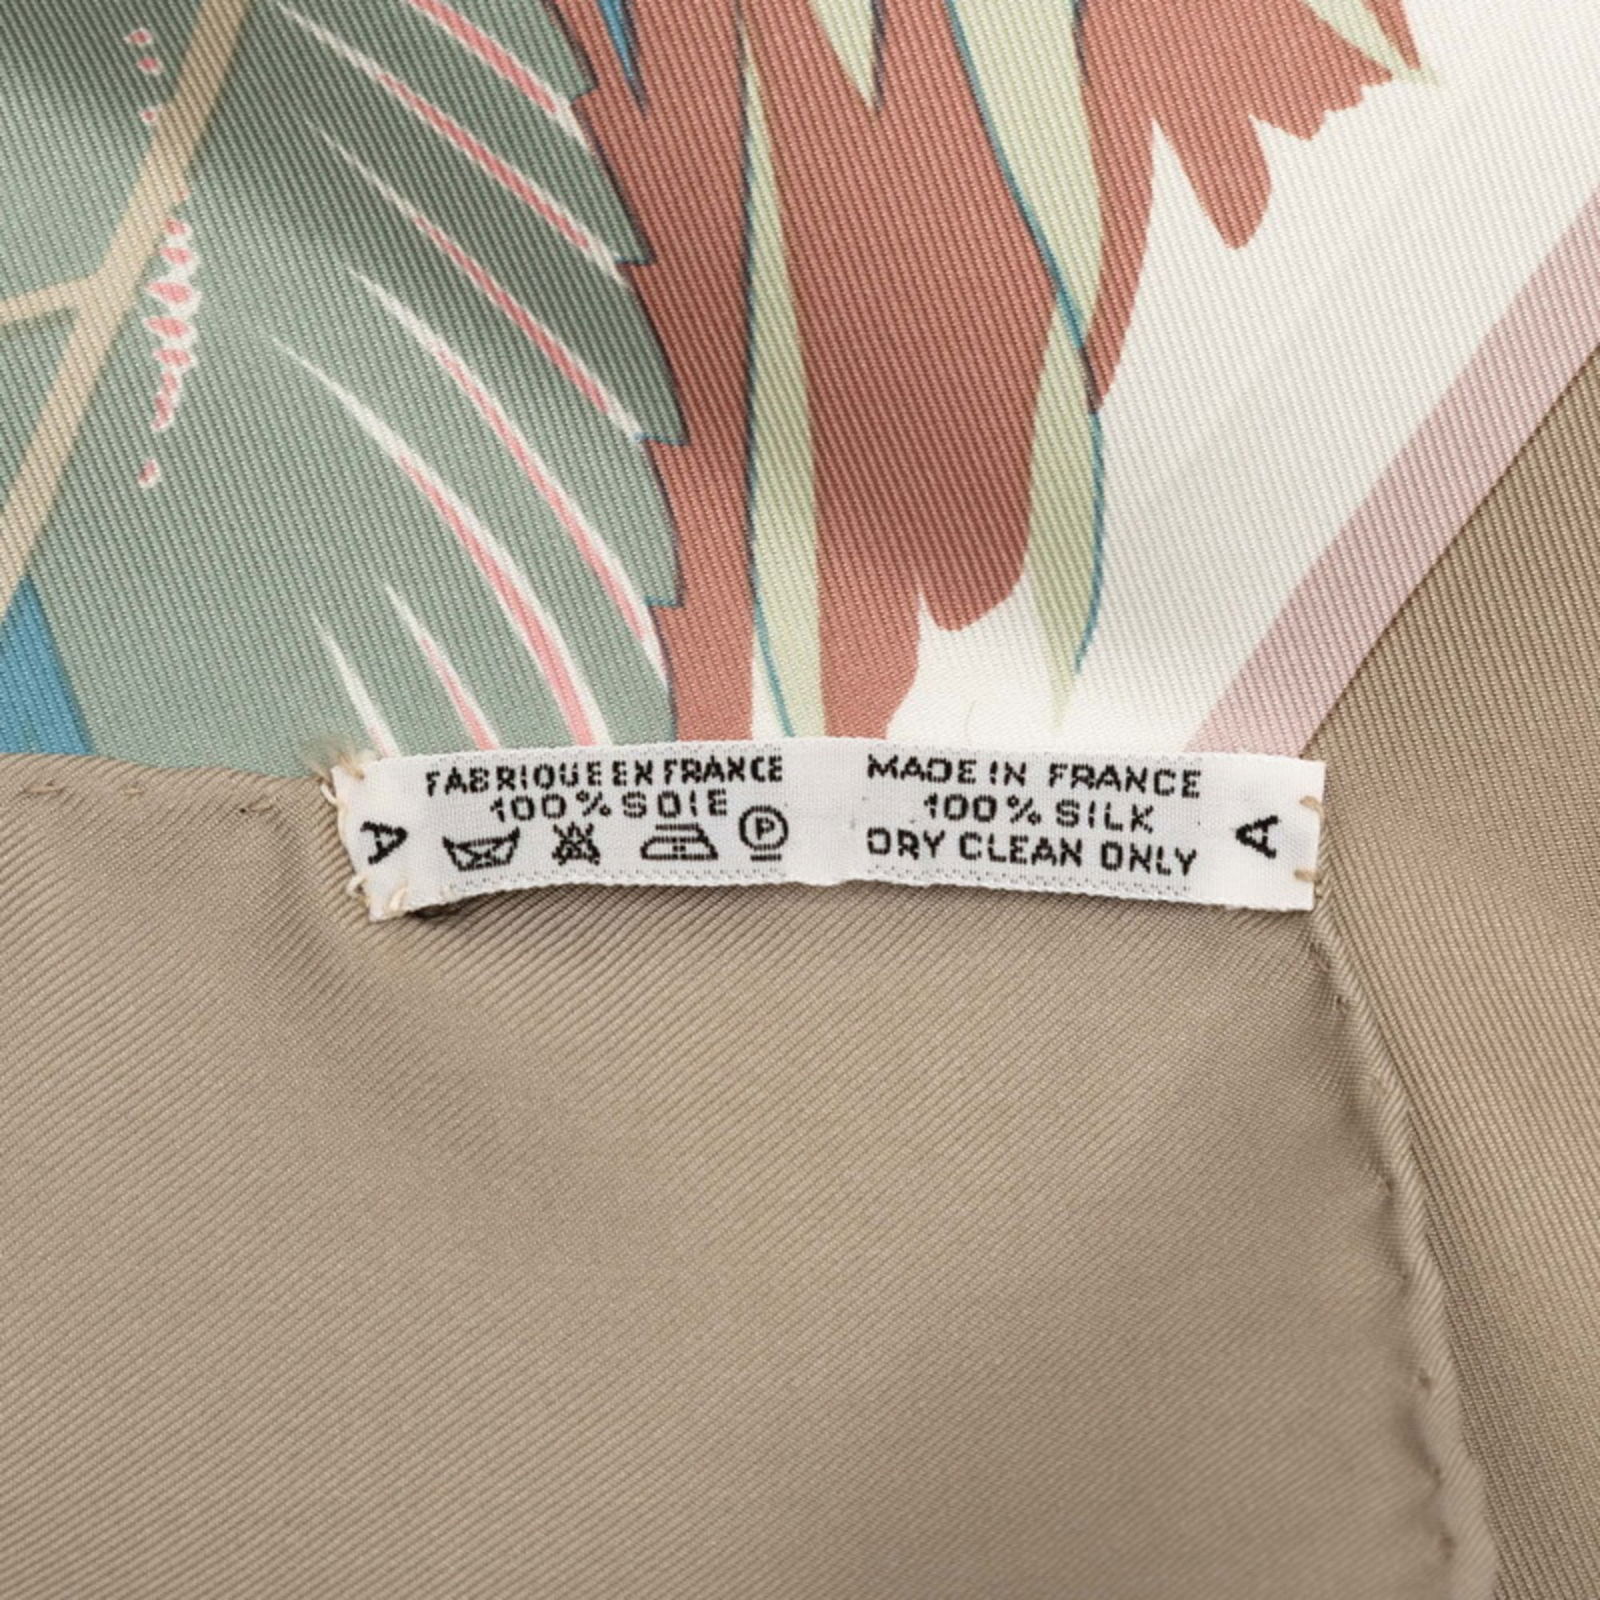 FABRIQUE EN FRANCE
100% SOIE
A
P
MADE IN FRANCE
100% SILK
DRY CLEAN ONLY
A